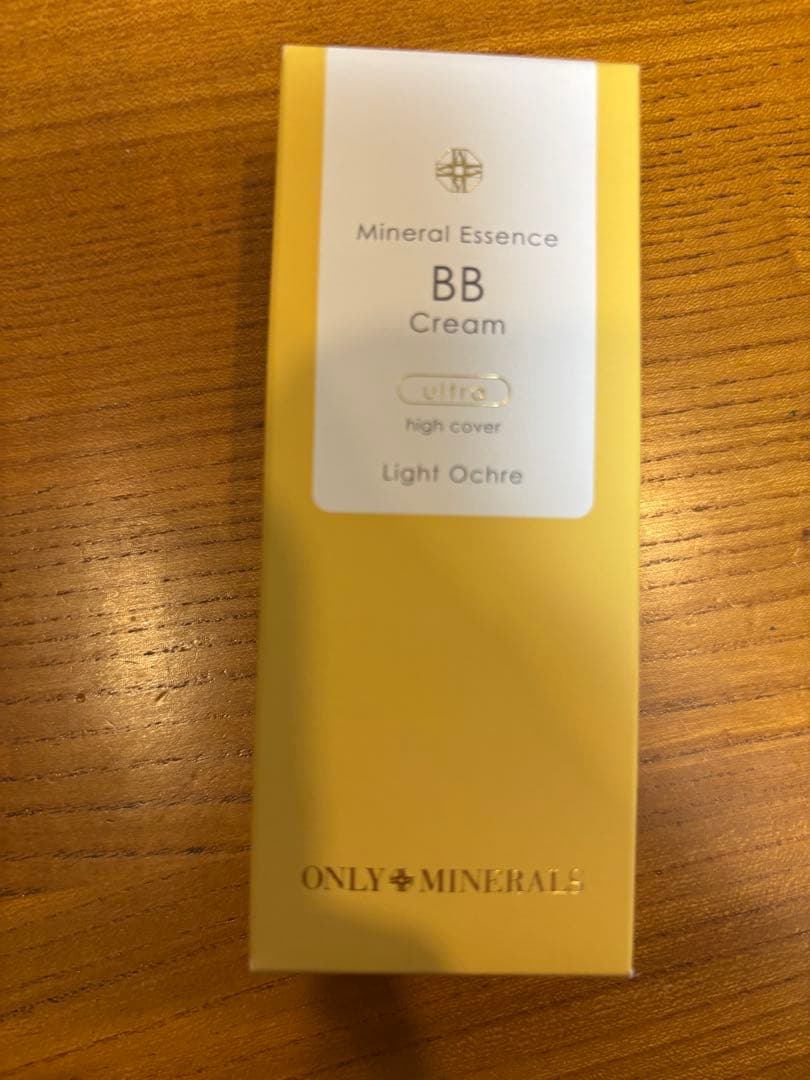 Mineral Essence
BB
Cream
ultra
high cover
Light Ochre
ONLY MINERALS